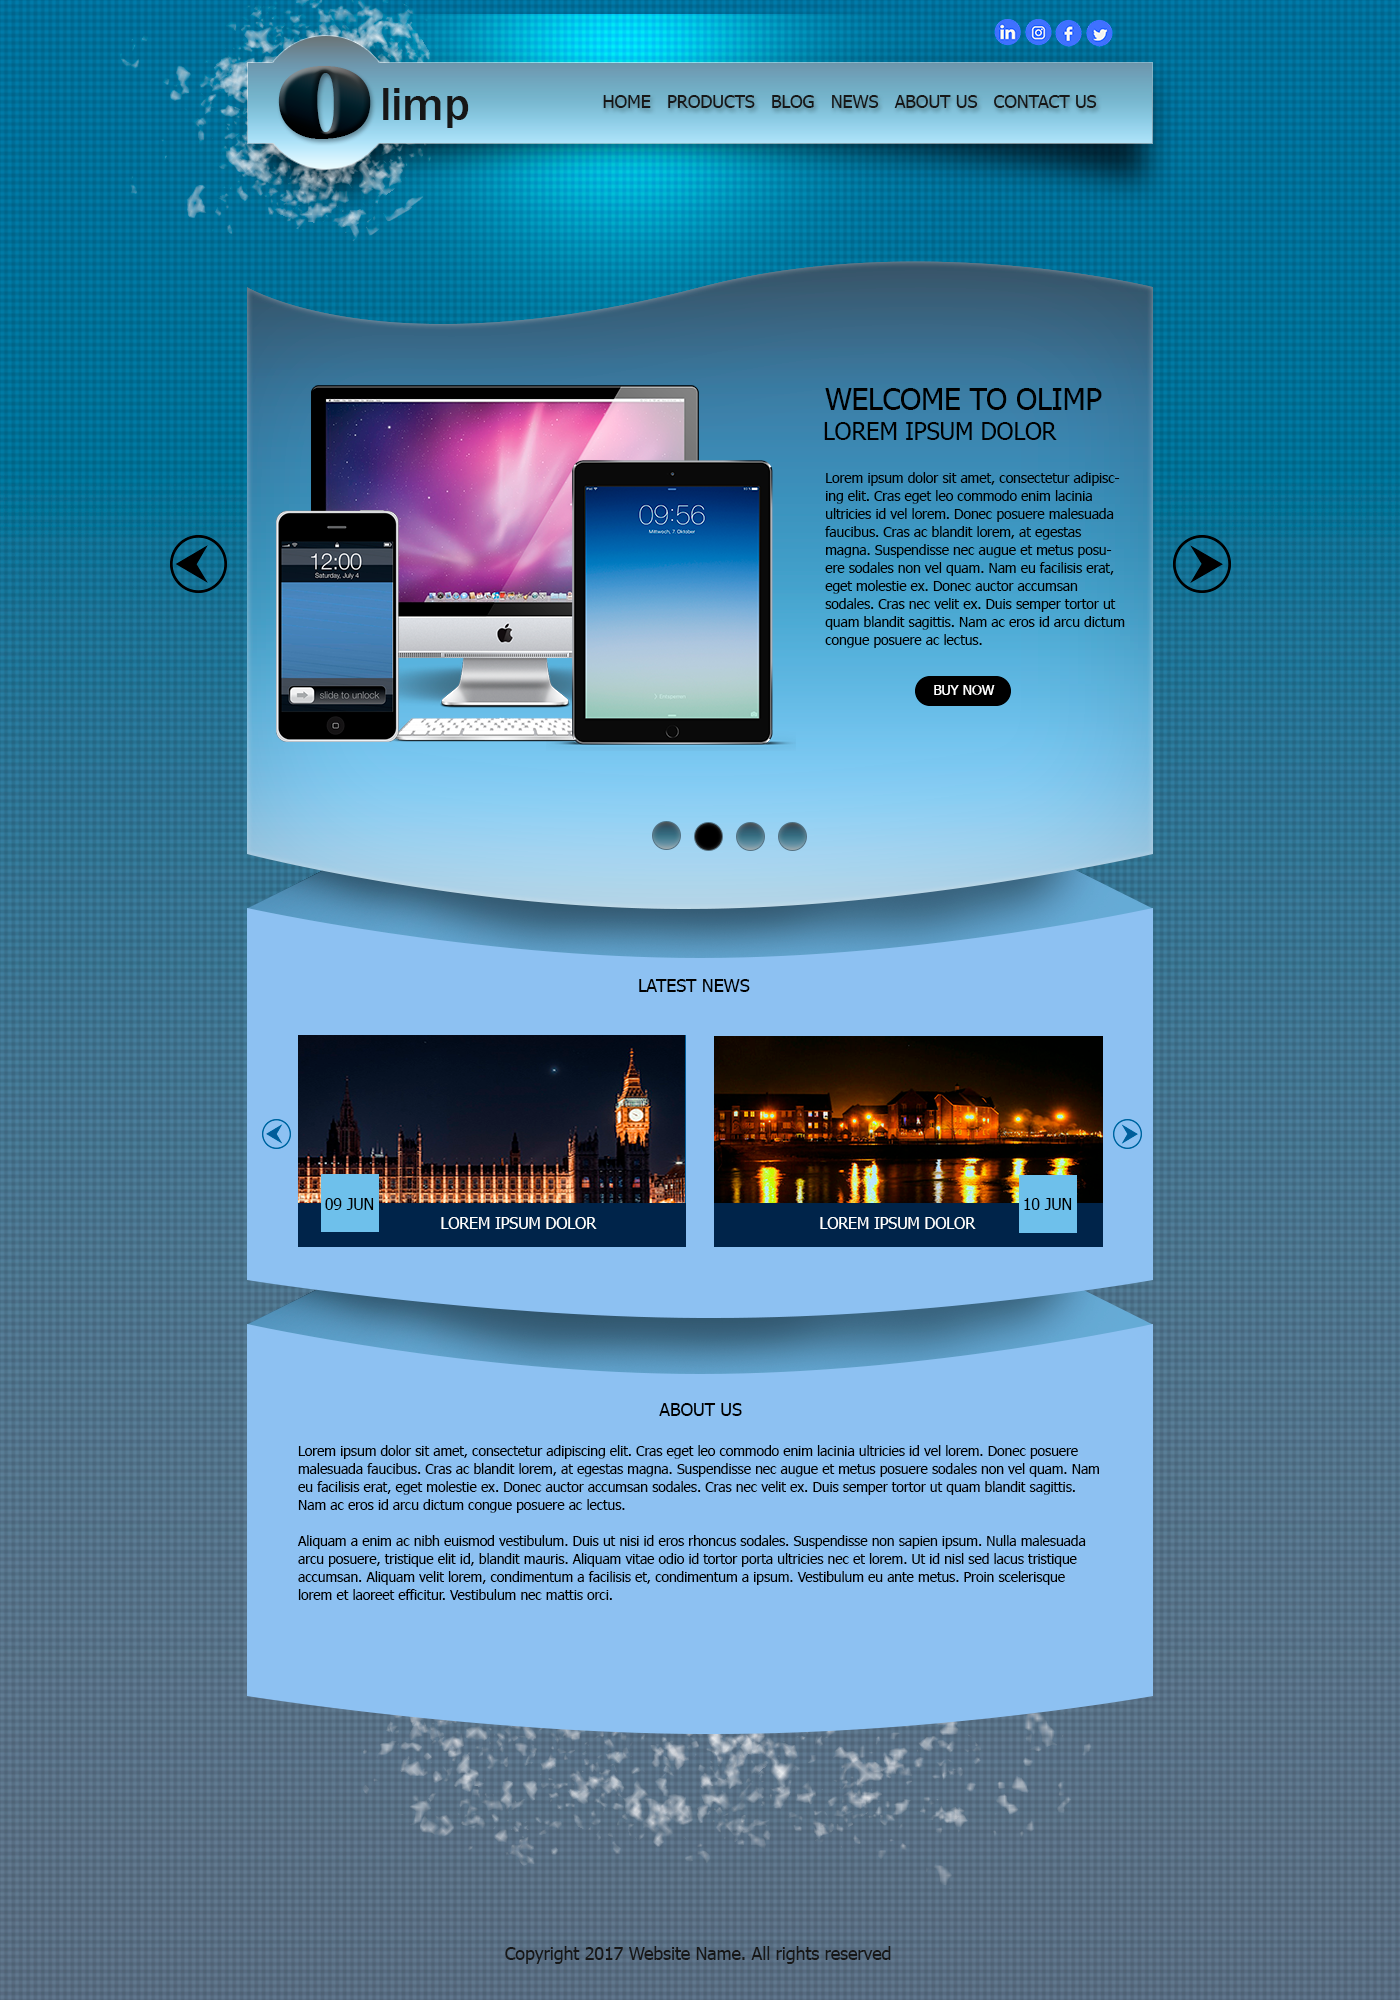 Olimp
HOME PRODUCTS BLOG NEWS ABOUT US CONTACT US
WELCOME TO OLIMP
LOREM IPSUM DOLOR
Lorem ipsum dolor sit amet, consectetur adipisc-
ing elit. Cras eget leo commodo enim lacinia
ultricies id vel lorem. Donec posuere malesuada
faucibus. Cras ac blandit lorem, at egestas
magna. Suspendisse nec augue et metus posu-
ere sodales non vel quam. Nam eu facilisis erat,
eget molestie ex. Donec auctor accumsan
sodales. Cras nec velit ex. Duis semper tortor ut
quam blandit sagittis. Nam ac eros id arcu dictum
congue posuere ac lectus.
BUY NOW
12:00
Saturday, July 4
slide to unlock
09:56
Mittwoch, 7. Oktober
LATEST NEWS
09 JUN
LOREM IPSUM DOLOR
LOREM IPSUM DOLOR
10 JUN
ABOUT US
Lorem ipsum dolor sit amet, consectetur adipiscing elit. Cras eget leo commodo enim lacinia ultricies id vel lorem. Donec posuere
malesuada faucibus. Cras ac blandit lorem, at egestas magna. Suspendisse nec augue et metus posuere sodales non vel quam. Nam
eu facilisis erat, eget molestie ex. Donec auctor accumsan sodales. Cras nec velit ex. Duis semper tortor ut quam blandit sagittis.
Nam ac eros id arcu dictum congue posuere ac lectus.
Aliquam a enim ac nibh euismod vestibulum. Duis ut nisi id eros rhoncus sodales. Suspendisse non sapien ipsum. Nulla malesuada
arcu posuere, tristique elit id, blandit mauris. Aliquam vitae odio id tortor porta ultricies nec et lorem. Ut id nisl sed lacus tristique
accumsan. Aliquam velit lorem, condimentum a facilisis et, condimentum a ipsum. Vestibulum eu ante metus. Proin scelerisque
lorem et laoreet efficitur. Vestibulum nec mattis orci.
Copyright 2017 Website Name. All rights reserved